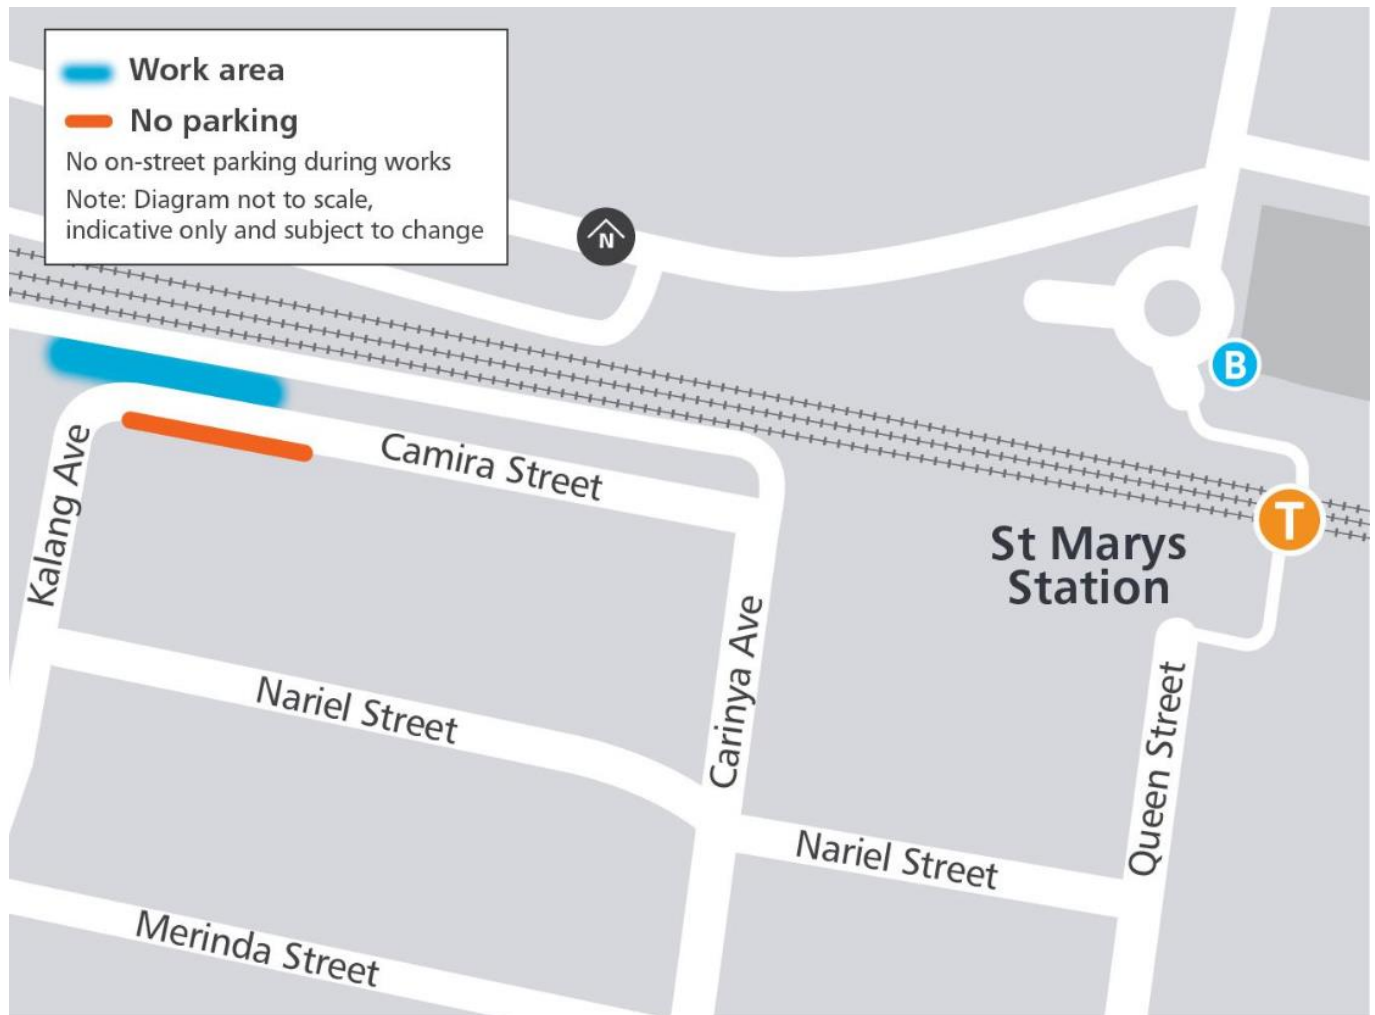 Work area
No parking
No on-street parking during works
Note: Diagram not to scale,
indicative only and subject to change
N
B
Camira Street
Kalang Ave
T
St Marys
Station
Carinya Ave
Nariel Street
Queen Street
Nariel Street
Merinda Street